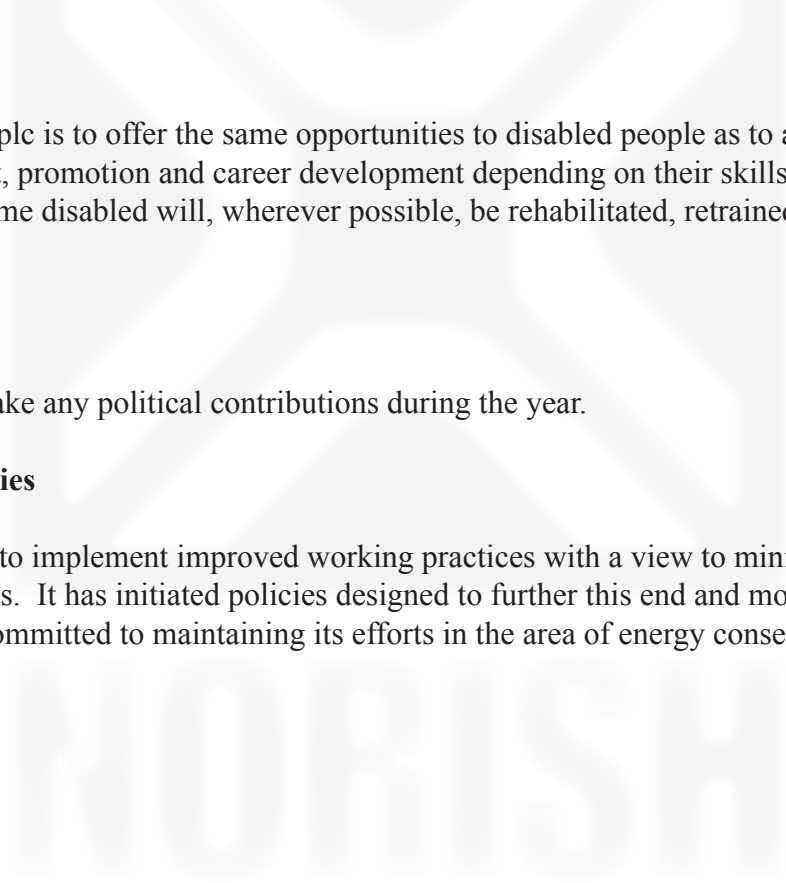 plc is to offer the same opportunities to disabled people as to a
, promotion and career development depending on their skills
me disabled will, wherever possible, be rehabilitated, retrained
ake any political contributions during the year.
ies
to implement improved working practices with a view to mini
s. It has initiated policies designed to further this end and mo
ommitted to maintaining its efforts in the area of energy conse
NORISH